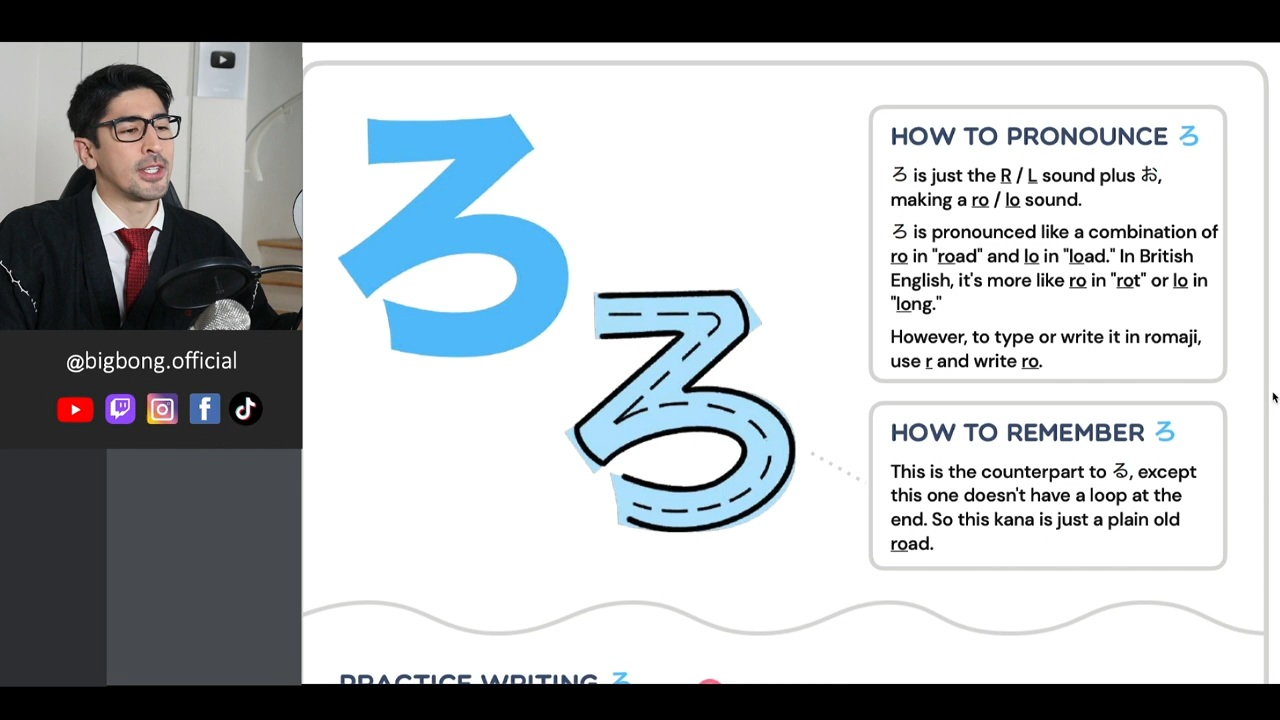 ろ
HOW TO PRONOUNCE ろ
ろ is just the R / L sound plus お,
making a ro / lo sound.
ろ is pronounced like a combination of
ro in "road" and lo in "load." In British
English, it's more like ro in "rot" or lo in
"long."
However, to type or write it in romaji,
use r and write ro.
ろ
HOW TO REMEMBER ろ
This is the counterpart to る, except
this one doesn't have a loop at the
end. So this kana is just a plain old
road.
@bigbong.official
PRACTICE WRITING ろ